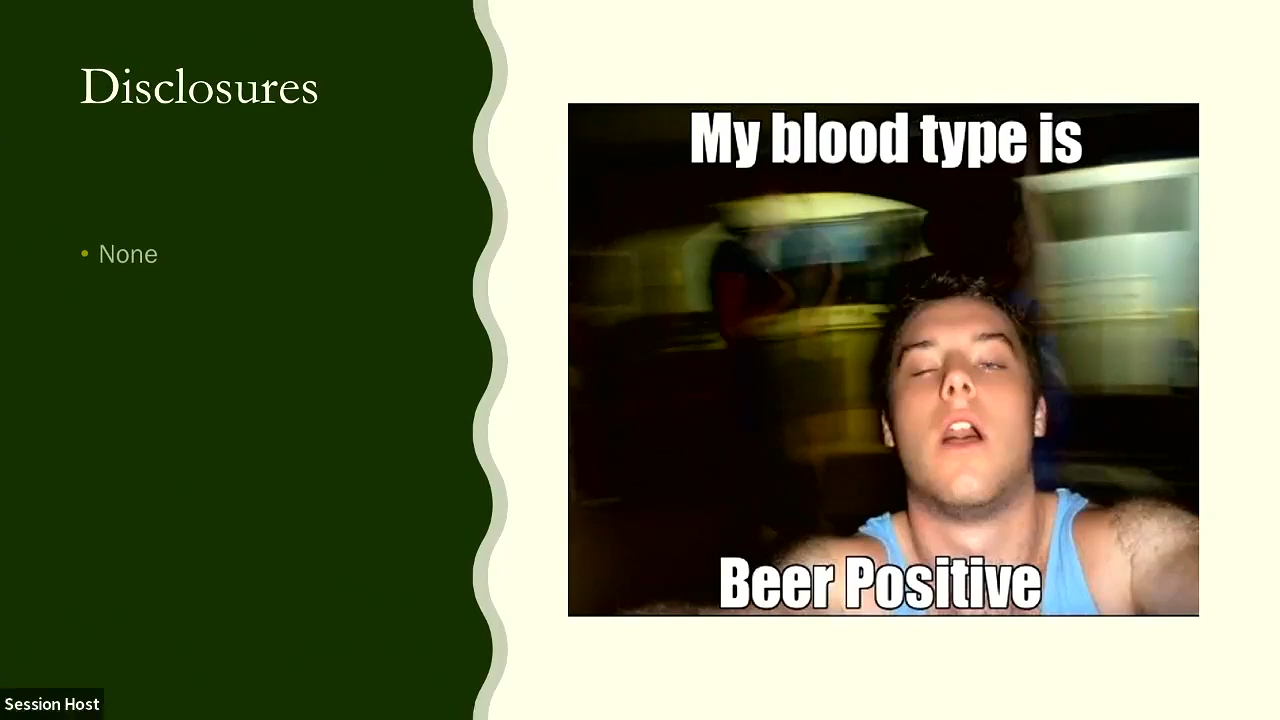 Disclosures
None
My blood type is
Beer Positive
Session Host